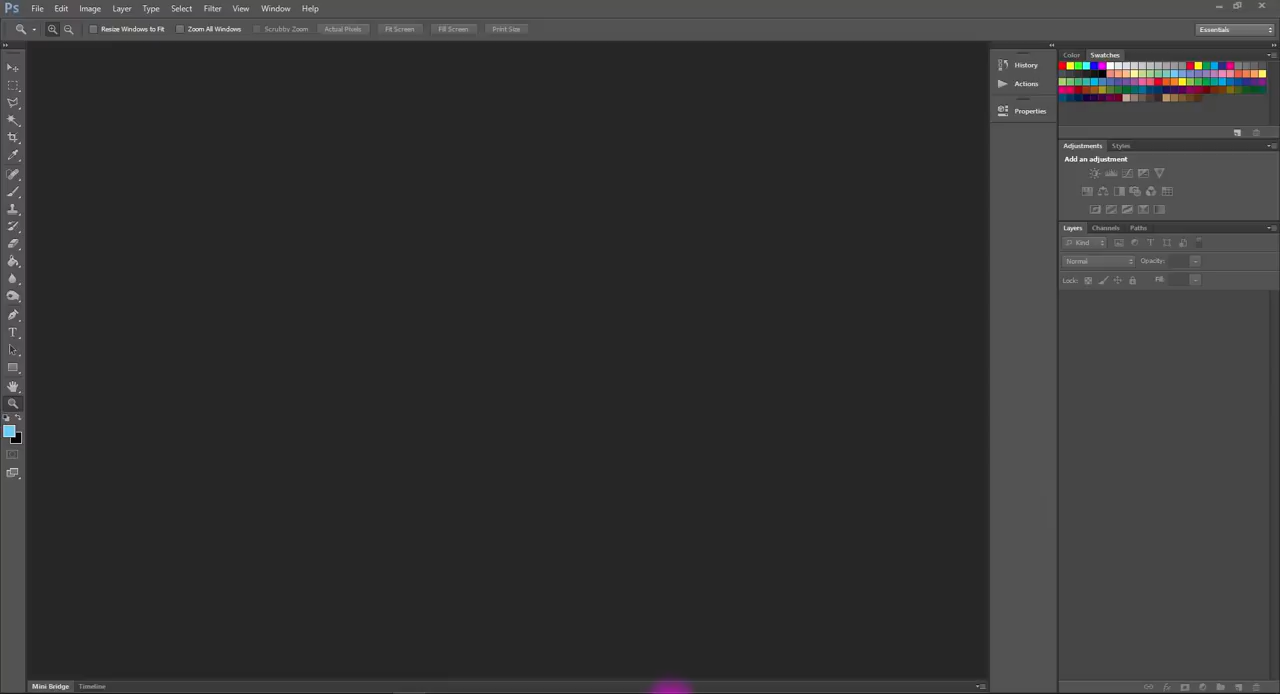 Ps File Edit Image Layer Type Select Filter View Window Help
Resize Windows to Fit Zoom All Windows Scrubby Zoom Actual Pixels Fit Screen Fill Screen Print Size Essentials
Color Swatches
History
Actions
Properties
Adjustments Styles
Add an adjustment
Layers Channels Paths
Kind
Normal Opacity:
Lock: Fill:
T
Mini Bridge Timeline